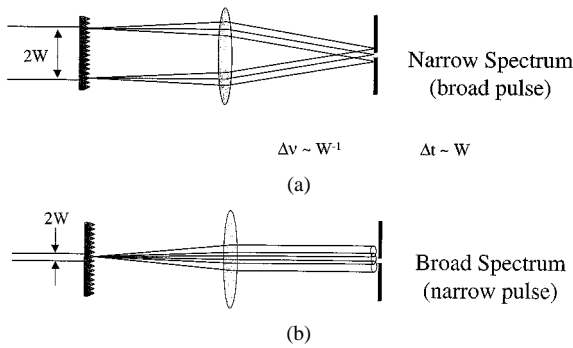 2W
Narrow Spectrum
(broad pulse)
Δν ~ W⁻¹ Δt ~ W
(a)
2W
Broad Spectrum
(narrow pulse)
(b)